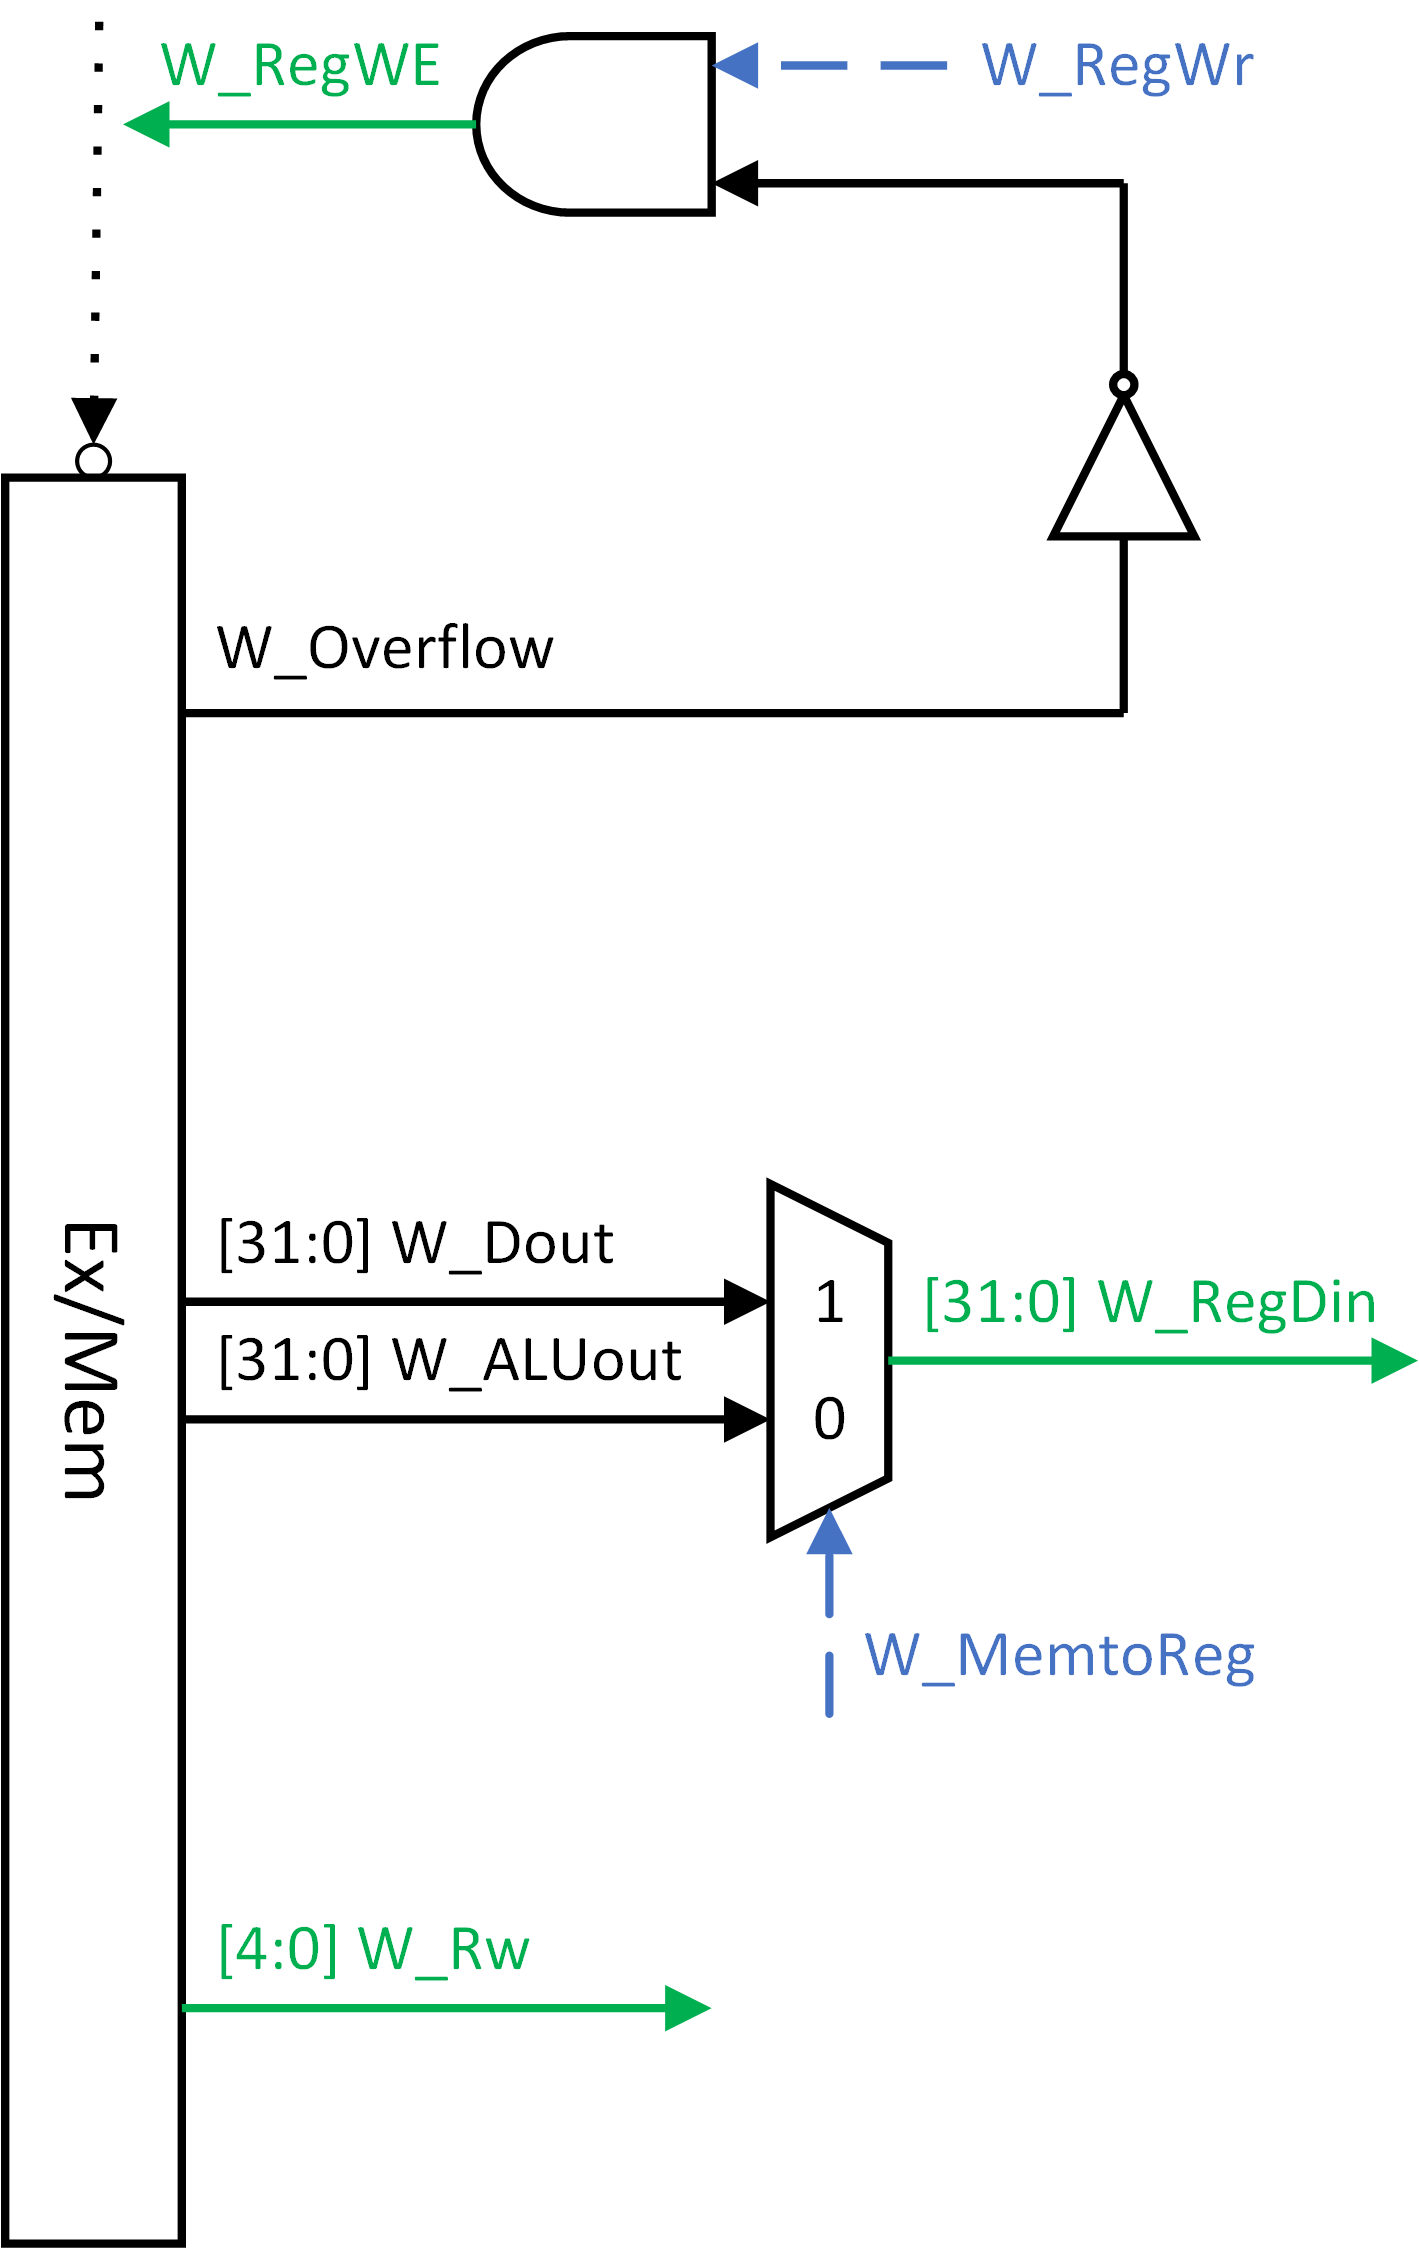 W_RegWE
W_RegWr
W_Overflow
[31:0] W_Dout
1
[31:0] W_RegDin
[31:0] W_ALUout
0
Ex/Mem
W_MemtoReg
[4:0] W_Rw